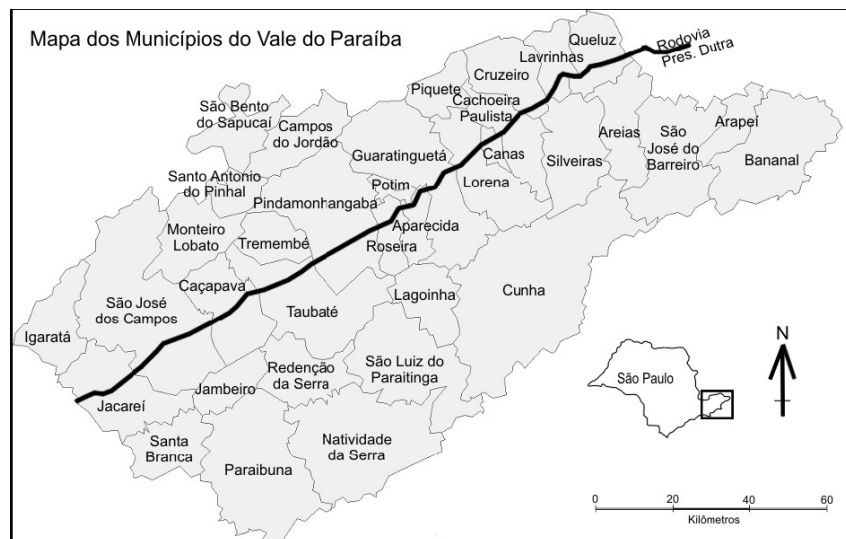 Mapa dos Municípios do Vale do Paraíba
Queluz
Rodovia
Pres. Dutra
Lavrinhas
Cruzeiro
Piquete
Cachoeira
Paulista
São Bento
do Sapucaí
Campos
do Jordão
Guaratinguetá
Canas
Areias
Arapeí
São
José do
Barreiro
Bananal
Silveiras
Santo Antonio
do Pinhal
Potim
Lorena
Pindamonhangaba
Monteiro
Lobato
Tremembé
Aparecida
Roseira
Caçapava
Lagoinha
Cunha
São José
dos Campos
Taubaté
Igaratá
Redenção
da Serra
São Luiz do
Paraitinga
Jambeiro
Jacareí
Santa
Branca
Paraibuna
Natividade
da Serra
São Paulo
N
0 20 40 60
Kilômetros